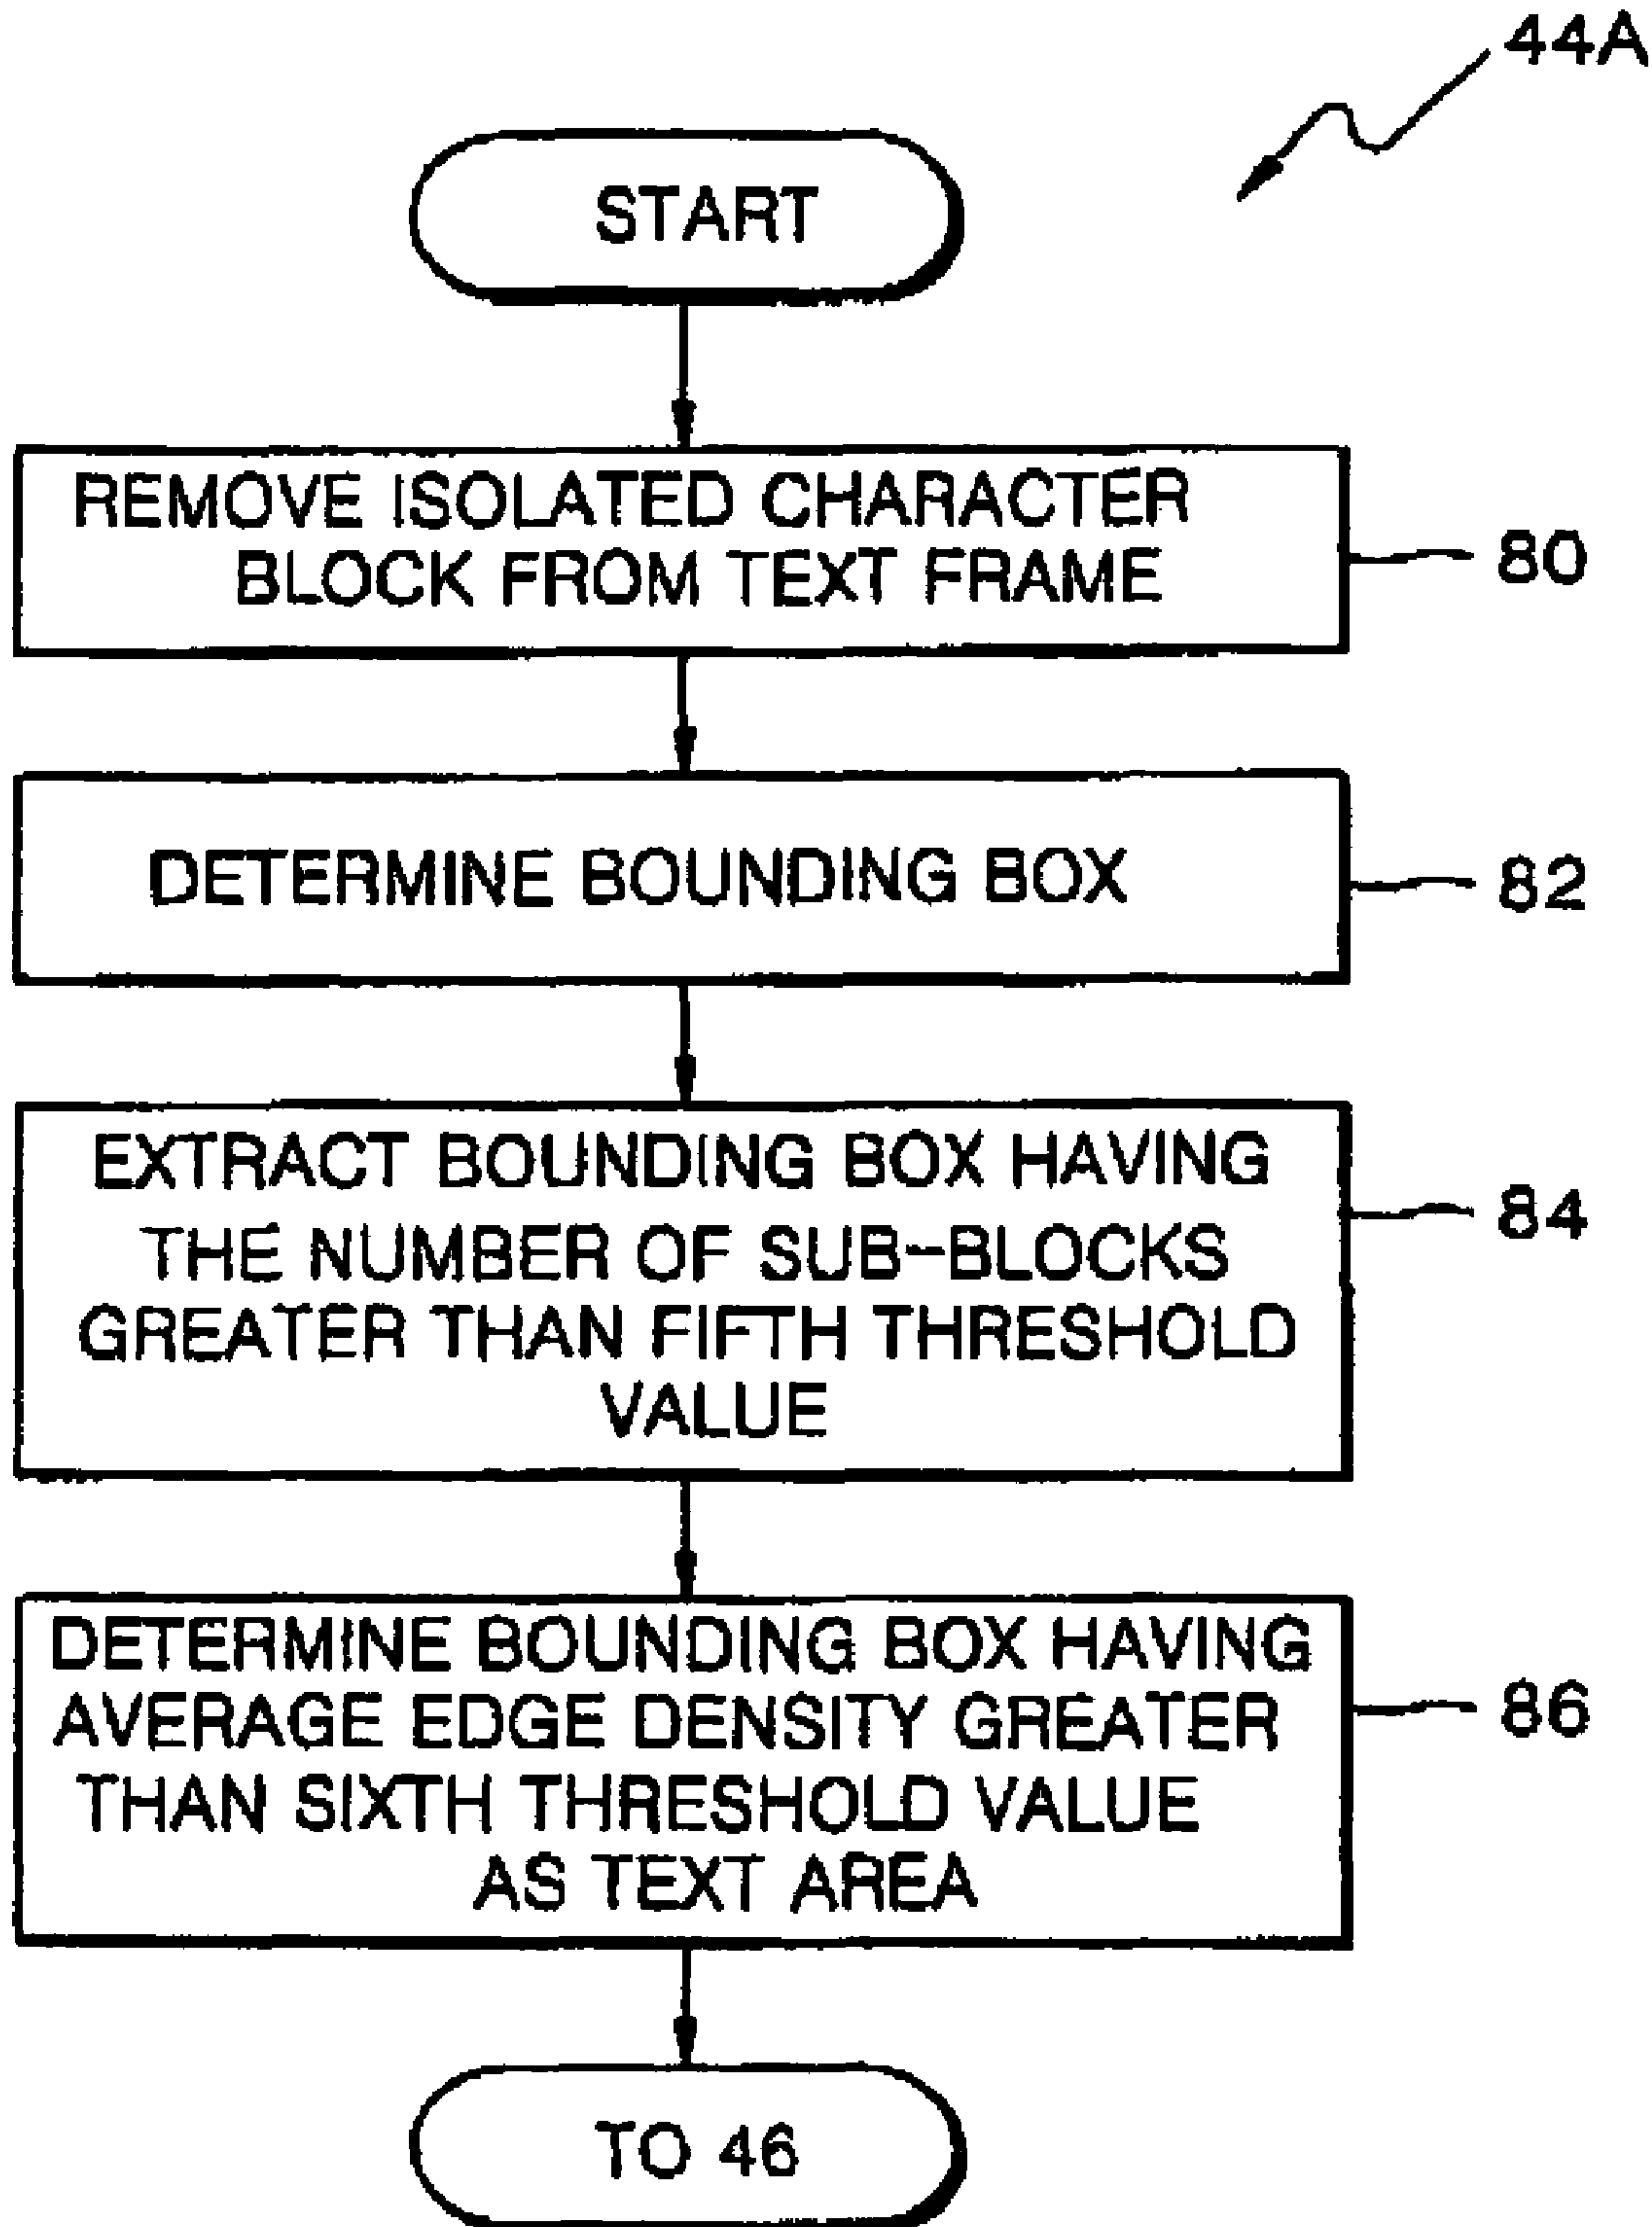 44A
START
REMOVE ISOLATED CHARACTER
BLOCK FROM TEXT FRAME
80
DETERMINE BOUNDING BOX
82
EXTRACT BOUNDING BOX HAVING
THE NUMBER OF SUB-BLOCKS
GREATER THAN FIFTH THRESHOLD
VALUE
84
DETERMINE BOUNDING BOX HAVING
AVERAGE EDGE DENSITY GREATER
THAN SIXTH THRESHOLD VALUE
AS TEXT AREA
86
TO 46